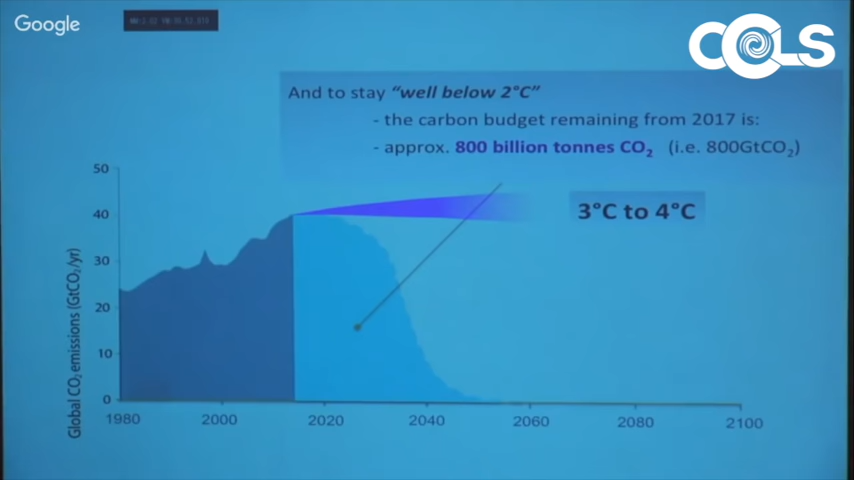 Google
CCLS
And to stay "well below 2°C"
- the carbon budget remaining from 2017 is:
- approx. 800 billion tonnes CO₂ (i.e. 800GtCO₂)
3°C to 4°C
Global CO₂ emissions (GtCO₂/yr)
50
40
30
20
10
0
1980
2000
2020
2040
2060
2080
2100